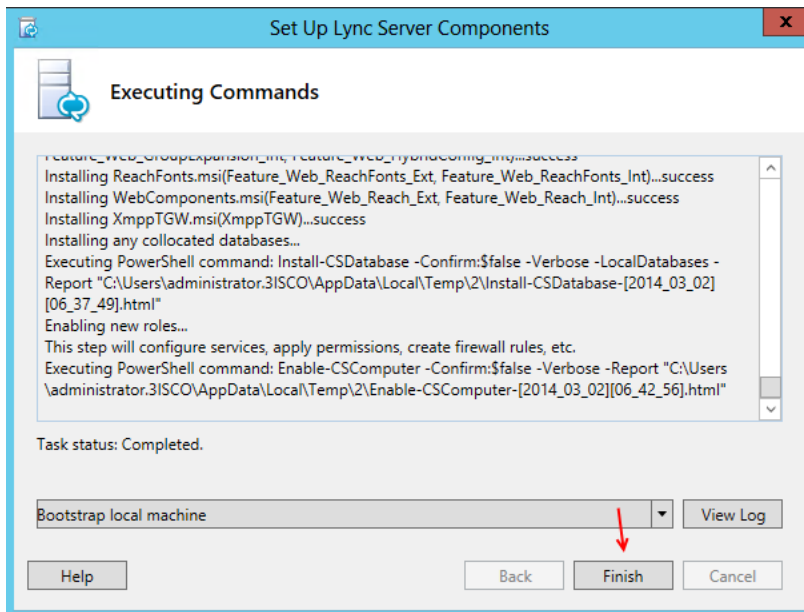 Set Up Lync Server Components
x
Executing Commands
Feature_Web_GroupExpansion_Int, Feature_Web_HybridConfig_Int)...success
Installing ReachFonts.msi(Feature_Web_ReachFonts_Ext, Feature_Web_ReachFonts_Int)...success
Installing WebComponents.msi(Feature_Web_Reach_Ext, Feature_Web_Reach_Int)...success
Installing XmppTGW.msi(XmppTGW)...success
Installing any collocated databases...
Executing PowerShell command: Install-CSDatabase -Confirm:$false -Verbose -LocalDatabases -
Report "C:\Users\administrator.3ISCO\AppData\Local\Temp\2\Install-CSDatabase-[2014_03_02]
[06_37_49].html"
Enabling new roles...
This step will configure services, apply permissions, create firewall rules, etc.
Executing PowerShell command: Enable-CSComputer -Confirm:$false -Verbose -Report "C:\Users
\administrator.3ISCO\AppData\Local\Temp\2\Enable-CSComputer-[2014_03_02][06_42_56].html"
Task status: Completed.
Bootstrap local machine
View Log
Help
Back
Finish
Cancel